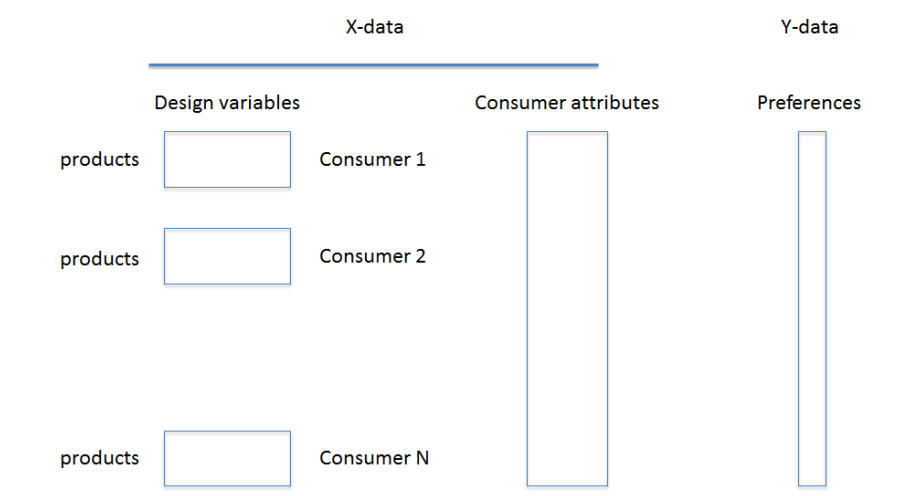 X-data
Y-data
Design variables
Consumer attributes
Preferences
products
Consumer 1
products
Consumer 2
products
Consumer N